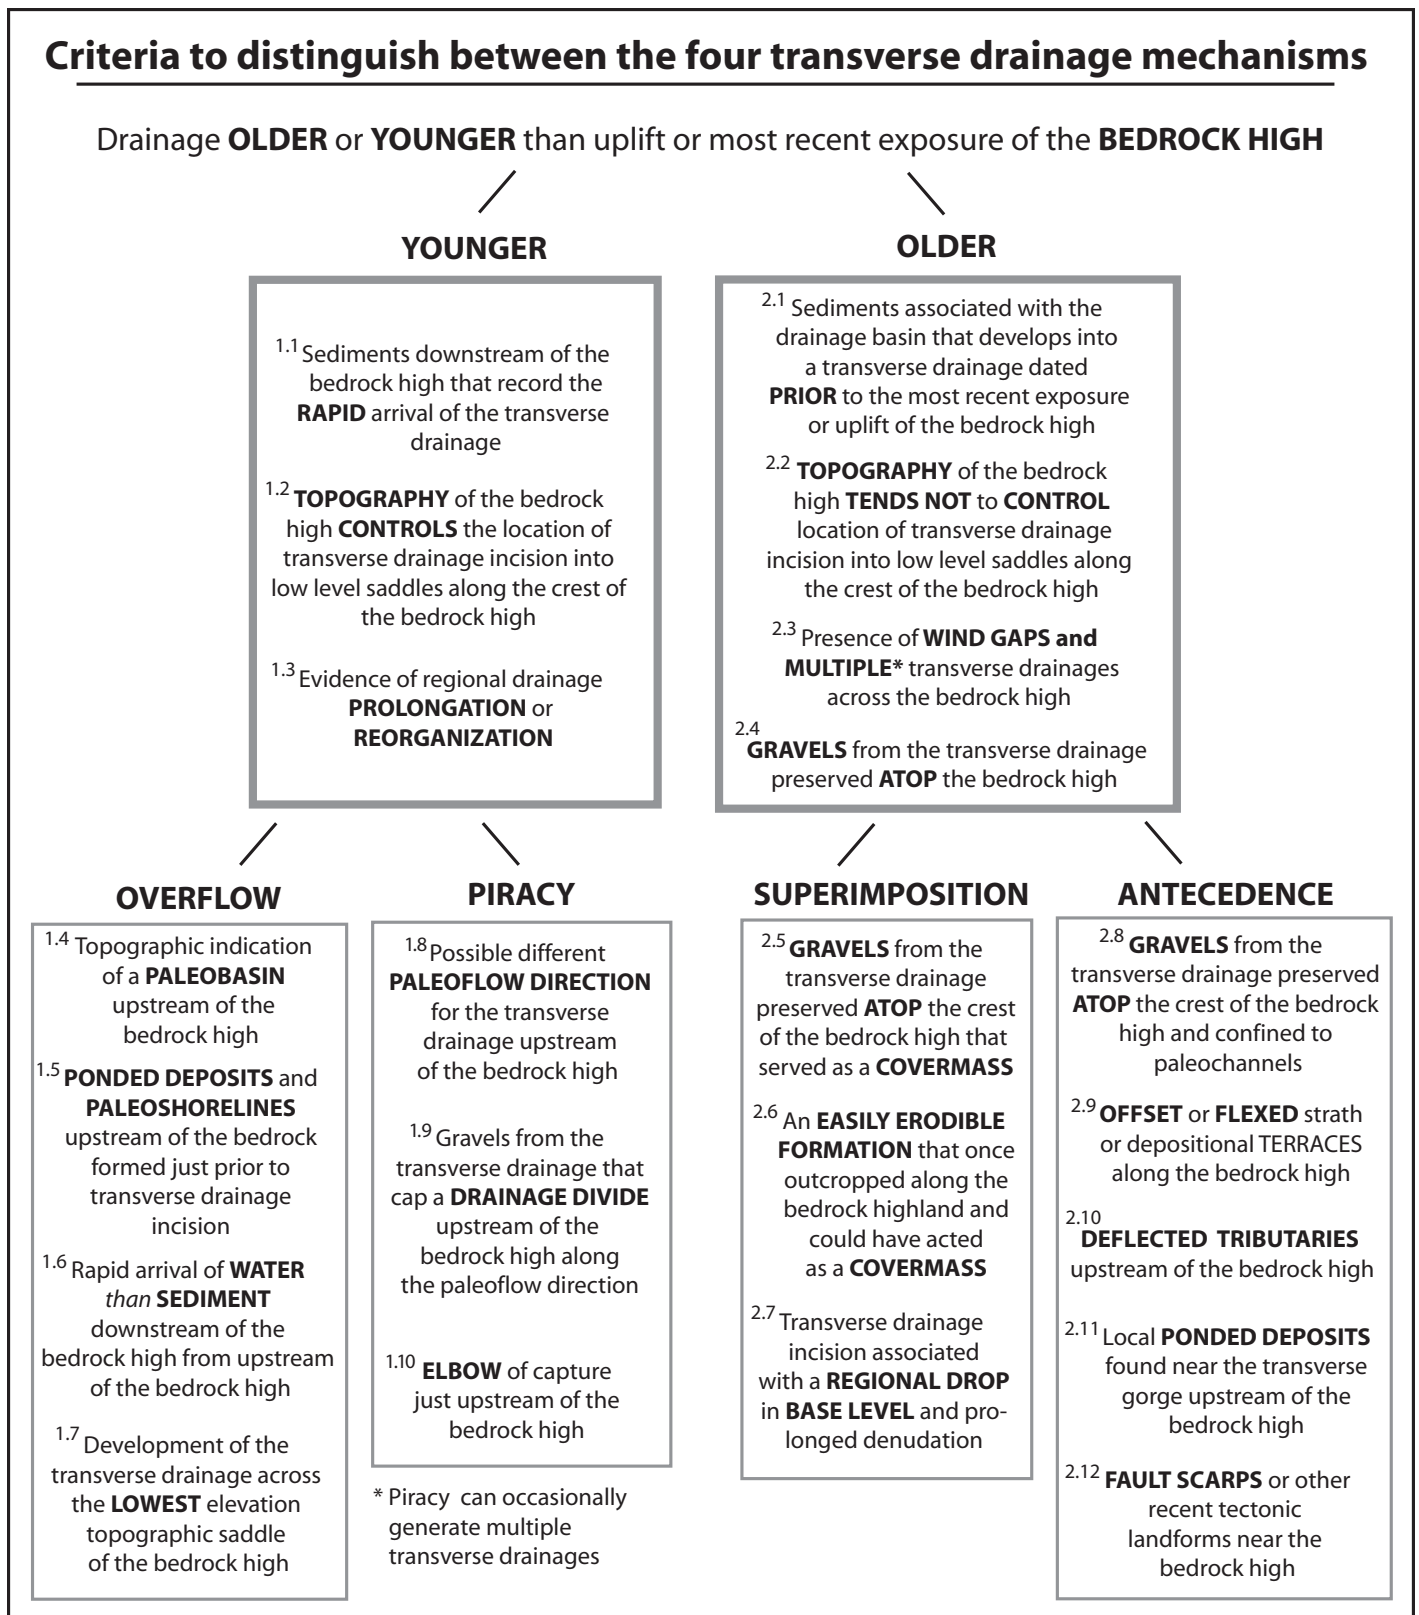 Criteria to distinguish between the four transverse drainage mechanisms
Drainage OLDER or YOUNGER than uplift or most recent exposure of the BEDROCK HIGH
YOUNGER
1.1 Sediments downstream of the
bedrock high that record the
RAPID arrival of the transverse
drainage
1.2 TOPOGRAPHY of the bedrock
high CONTROLS the location of
transverse drainage incision into
low level saddles along the crest of
the bedrock high
1.3 Evidence of regional drainage
PROLONGATION or
REORGANIZATION
OLDER
2.1 Sediments associated with the
drainage basin that develops into
a transverse drainage dated
PRIOR to the most recent exposure
or uplift of the bedrock high
2.2 TOPOGRAPHY of the bedrock
high TENDS NOT to CONTROL
location of transverse drainage
incision into low level saddles along
the crest of the bedrock high
2.3 Presence of WIND GAPS and
MULTIPLE* transverse drainages
across the bedrock high
2.4
GRAVELS from the transverse drainage
preserved ATOP the bedrock high
OVERFLOW
1.4 Topographic indication
of a PALEOBASIN
upstream of the
bedrock high
1.5 PONDED DEPOSITS and
PALEOSHORELINES
upstream of the bedrock
formed just prior to
transverse drainage
incision
1.6 Rapid arrival of WATER
than SEDIMENT
downstream of the
bedrock high from upstream
of the bedrock high
1.7 Development of the
transverse drainage across
the LOWEST elevation
topographic saddle
of the bedrock high
PIRACY
1.8 Possible different
PALEOFLOW DIRECTION
for the transverse
drainage upstream
of the bedrock high
1.9 Gravels from the
transverse drainage that
cap a DRAINAGE DIVIDE
upstream of the
bedrock high along
the paleoflow direction
1.10 ELBOW of capture
just upstream of the
bedrock high
* Piracy can occasionally
generate multiple
transverse drainages
SUPERIMPOSITION
2.5 GRAVELS from the
transverse drainage
preserved ATOP the crest
of the bedrock high that
served as a COVERMASS
2.6 An EASILY ERODIBLE
FORMATION that once
outcropped along the
bedrock highland and
could have acted
as a COVERMASS
2.7 Transverse drainage
incision associated
with a REGIONAL DROP
in BASE LEVEL and pro-
longed denudation
ANTECEDENCE
2.8 GRAVELS from the
transverse drainage preserved
ATOP the crest of the bedrock
high and confined to
paleochannels
2.9 OFFSET or FLEXED strath
or depositional TERRACES
along the bedrock high
2.10
DEFLECTED TRIBUTARIES
upstream of the bedrock high
2.11 Local PONDED DEPOSITS
found near the transverse
gorge upstream of the
bedrock high
2.12 FAULT SCARPS or other
recent tectonic
landforms near the
bedrock high